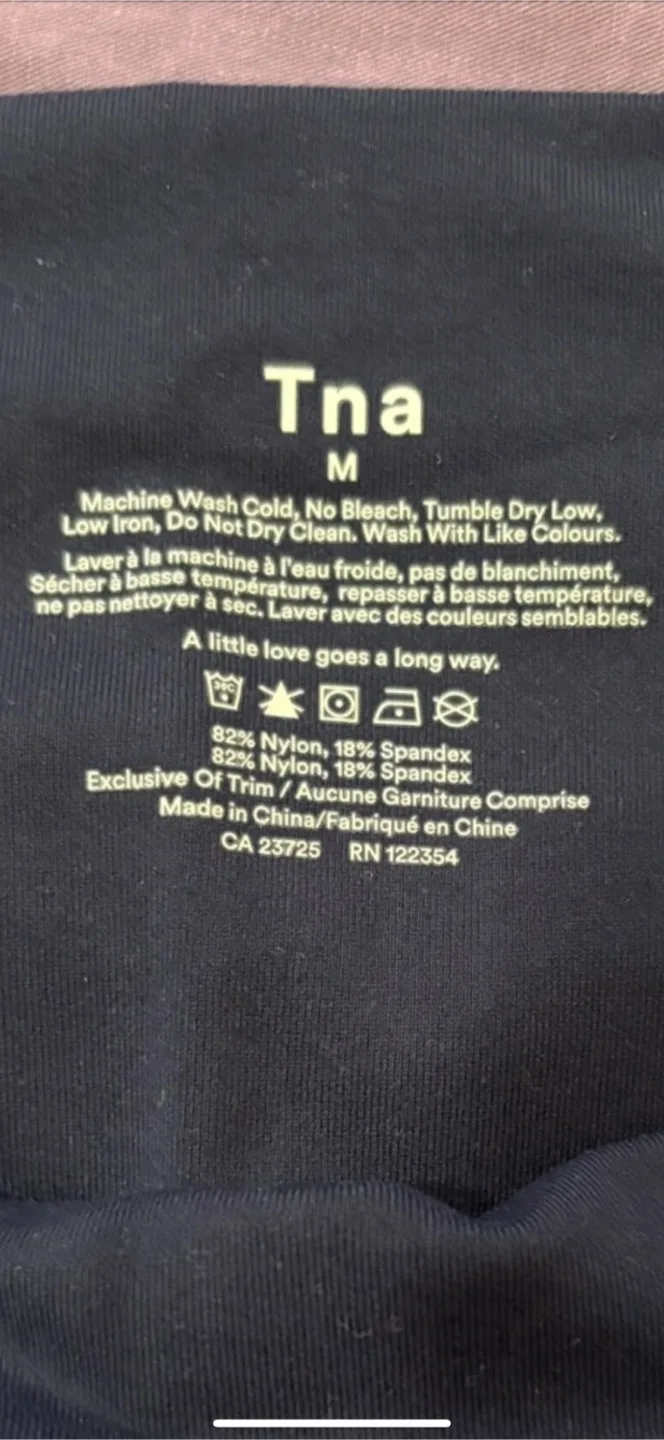 Tna
M
Machine Wash Cold, No Bleach, Tumble Dry Low,
Low Iron, Do Not Dry Clean. Wash With Like Colours.
Laver à la machine à l'eau froide, pas de blanchiment,
Sécher à basse température, repasser à basse température,
ne pas nettoyer à sec. Laver avec des couleurs semblables.
A little love goes a long way.
30C
82% Nylon, 18% Spandex
82% Nylon, 18% Spandex
Exclusive Of Trim / Aucune Garniture Comprise
Made in China/Fabriqué en Chine
CA 23725 RN 122354